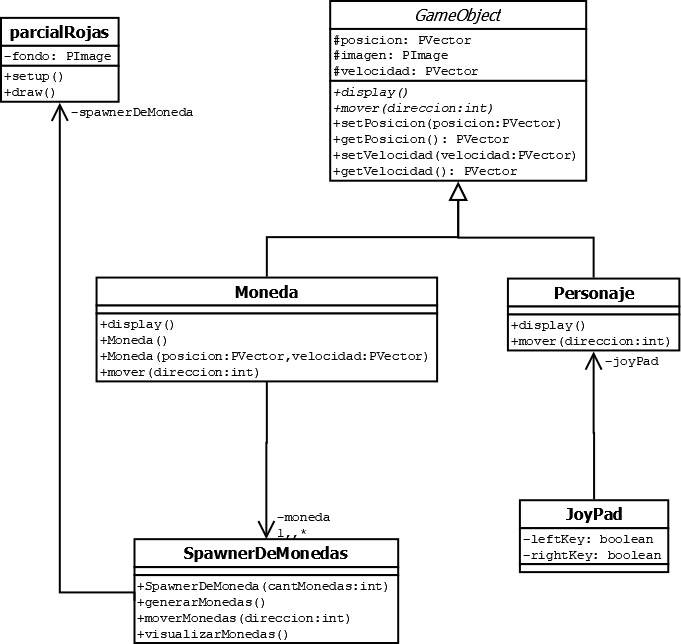 parcialRojas
-fondo: PImage
+setup()
+draw()
-spawnerDeMoneda
GameObject
#posicion: PVector
#imagen: PImage
#velocidad: PVector
+display()
+mover(direccion:int)
+setPosicion(posicion:PVector)
+getPosicion(): PVector
+setVelocidad(velocidad:PVector)
+getVelocidad(): PVector
Moneda
+display()
+Moneda()
+Moneda(posicion:PVector,velocidad:PVector)
+mover(direccion:int)
Personaje
+display()
+mover(direccion:int)
-joyPad
JoyPad
-leftKey: boolean
-rightKey: boolean
-moneda
1,,*
SpawnerDeMonedas
+SpawnerDeMoneda(cantMonedas:int)
+generarMonedas()
+moverMonedas(direccion:int)
+visualizarMonedas()